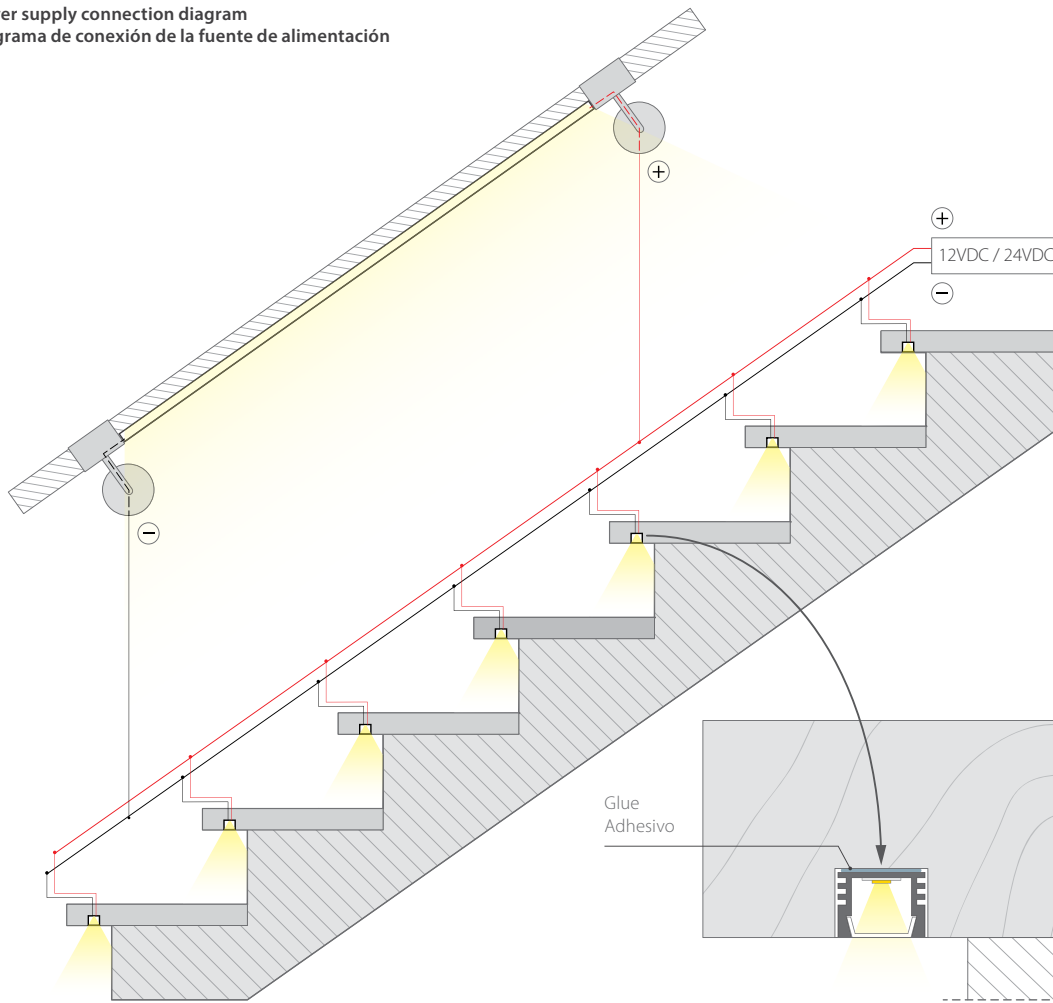 er supply connection diagram
grama de conexión de la fuente de alimentación
+
+
12VDC / 24VDC
−
−
Glue
Adhesivo